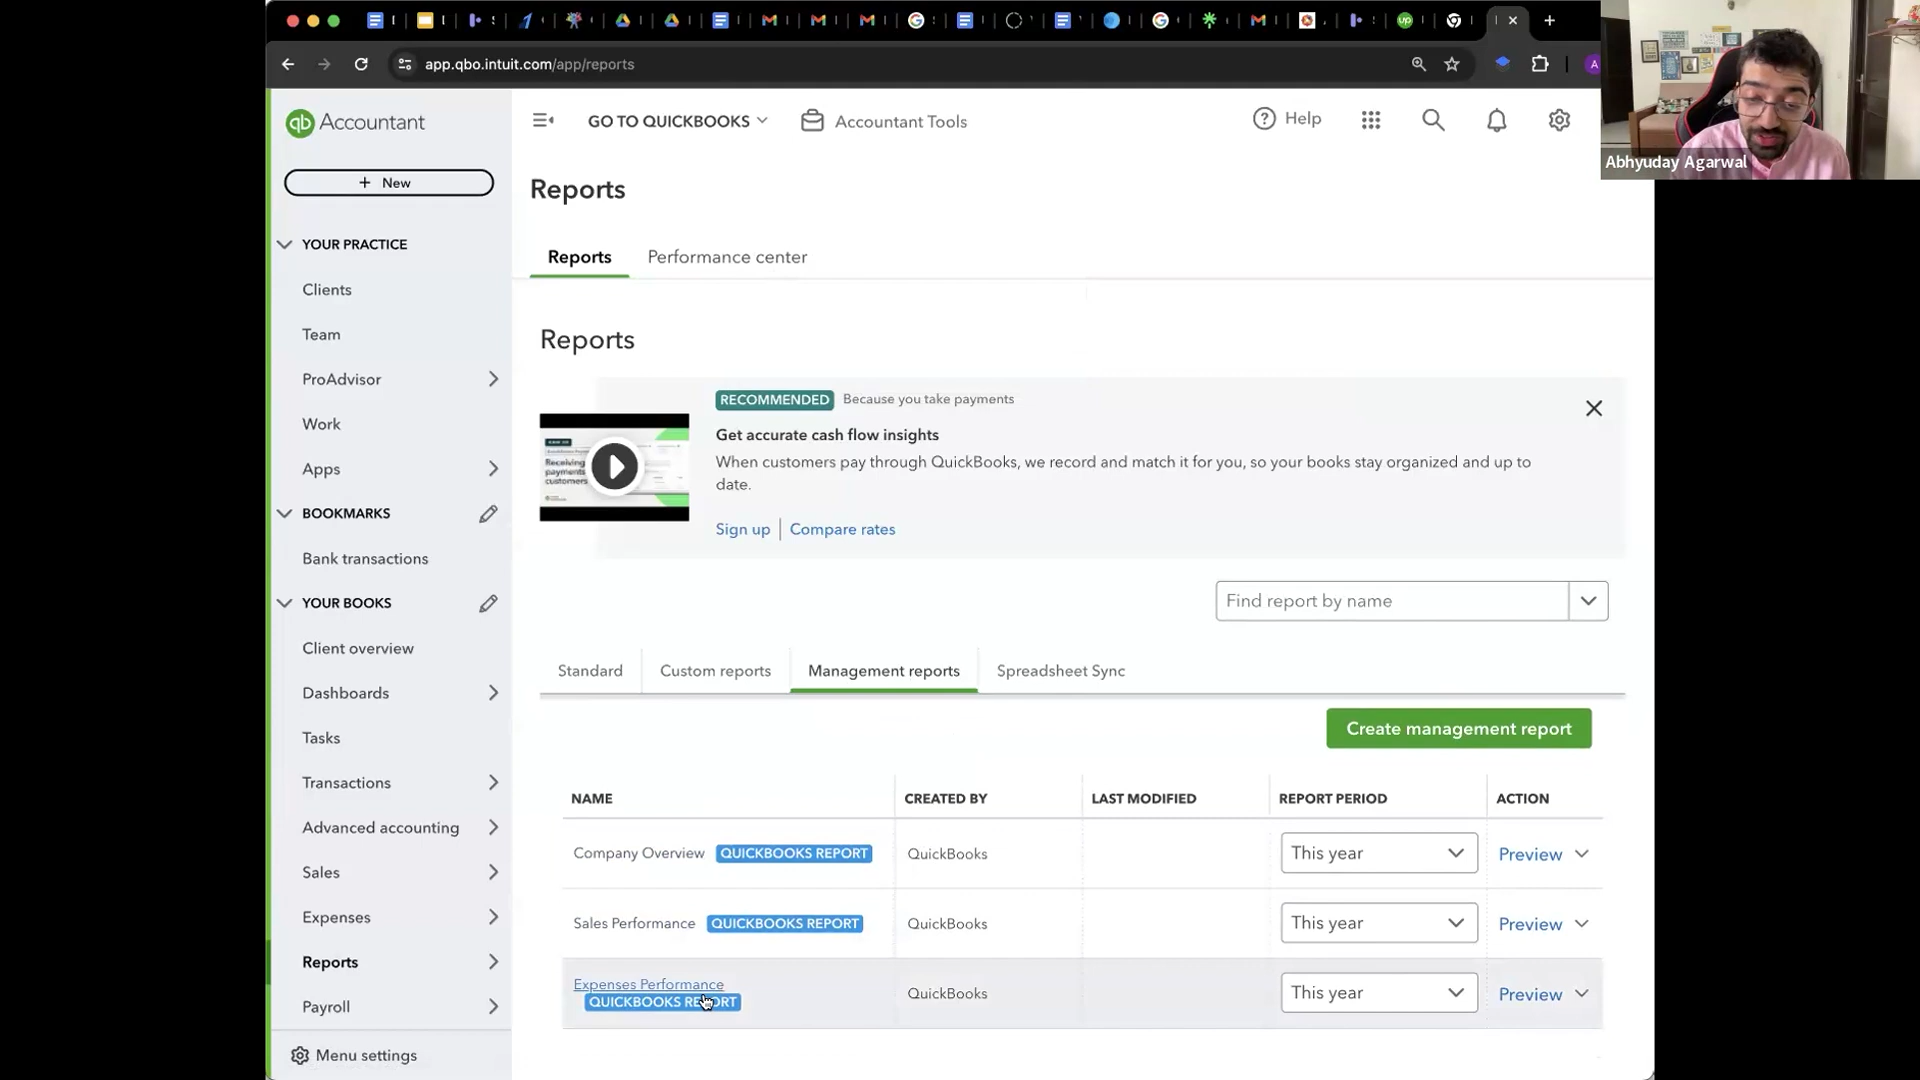 app.qbo.intuit.com/app/reports
A
Abhyuday Agarwal
qb Accountant
GO TO QUICKBOOKS
Accountant Tools
Help
+ New
Reports
YOUR PRACTICE
Reports
Performance center
Clients
Team
Reports
ProAdvisor
RECOMMENDED Because you take payments
Work
Get accurate cash flow insights
When customers pay through QuickBooks, we record and match it for you, so your books stay organized and up to
date.
Receiving
payments
customers
Apps
BOOKMARKS
Sign up
Compare rates
Bank transactions
YOUR BOOKS
Find report by name
Client overview
Standard
Custom reports
Management reports
Spreadsheet Sync
Dashboards
Tasks
Create management report
Transactions
NAME
CREATED BY
LAST MODIFIED
REPORT PERIOD
ACTION
Advanced accounting
Company Overview QUICKBOOKS REPORT
QuickBooks
This year
Preview
Sales
Expenses
Sales Performance QUICKBOOKS REPORT
QuickBooks
This year
Preview
Reports
Expenses Performance
QUICKBOOKS REPORT
QuickBooks
This year
Preview
Payroll
Menu settings